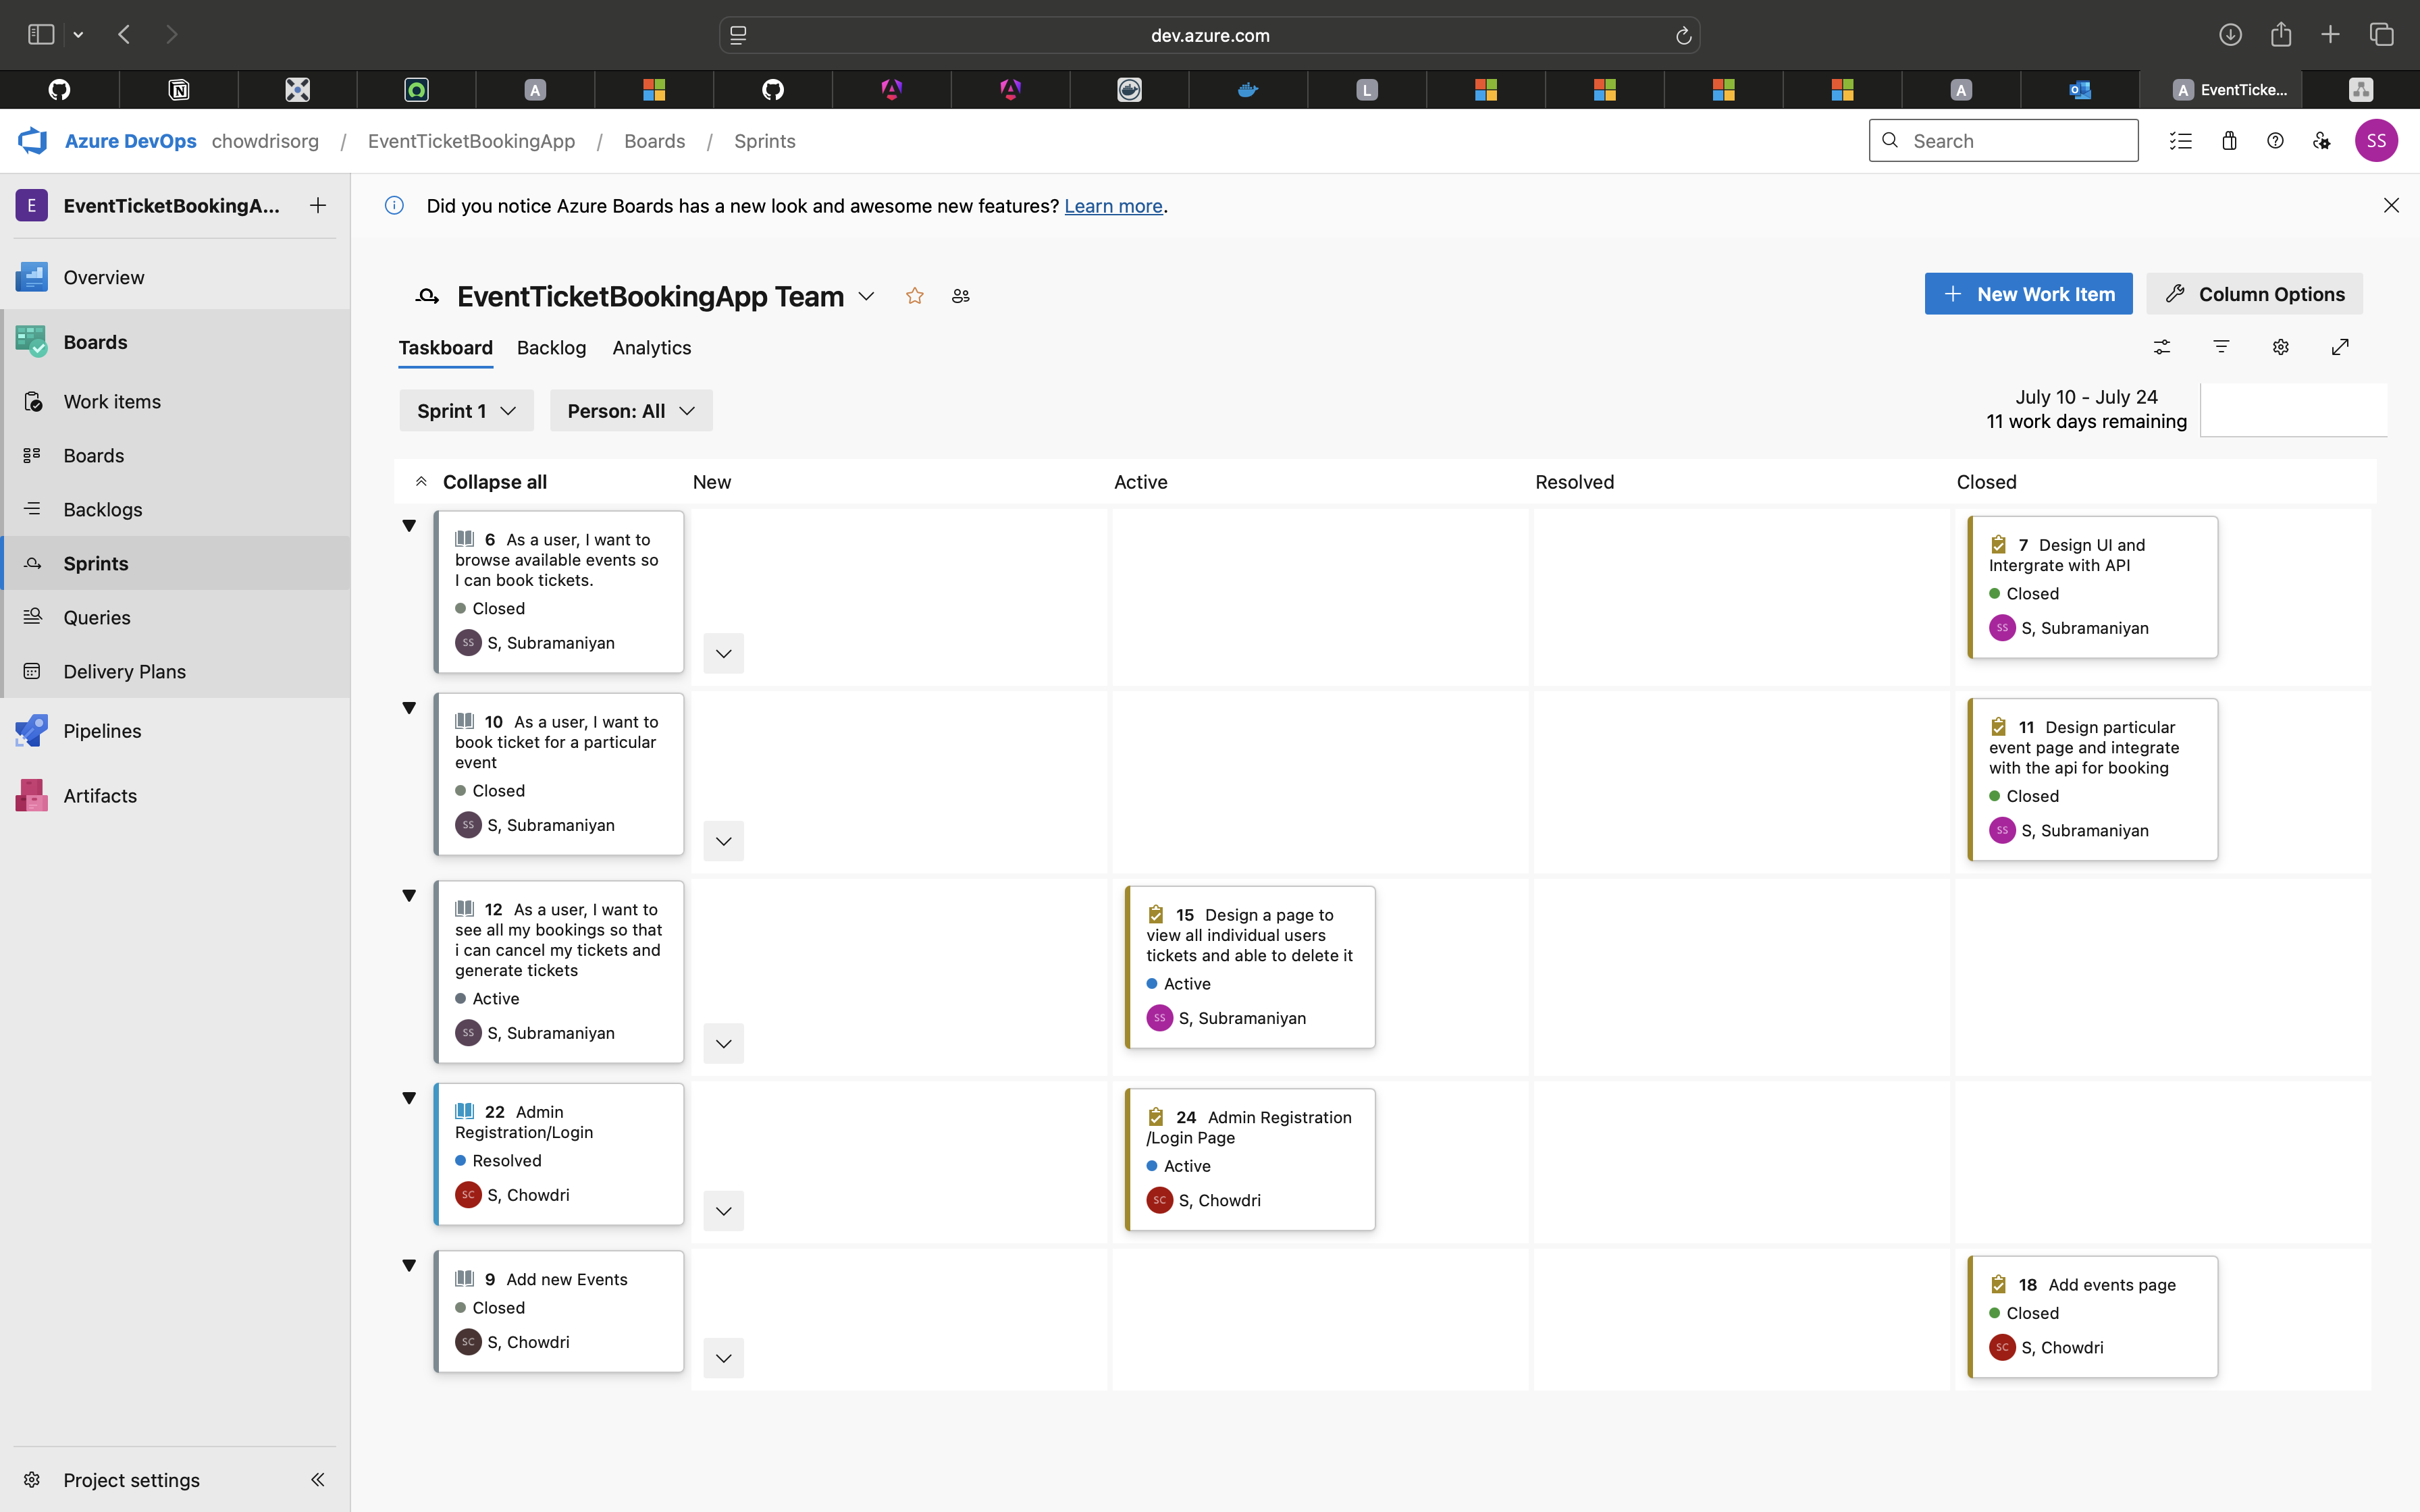 dev.azure.com
A
L
A
A EventTicke...
Azure DevOps chowdrisorg / EventTicketBookingApp / Boards / Sprints
Search
SS
E EventTicketBookingA...
Did you notice Azure Boards has a new look and awesome new features? Learn more.
Overview
Boards
Work items
Boards
Backlogs
Sprints
Queries
Delivery Plans
Pipelines
Artifacts
Project settings
EventTicketBookingApp Team
New Work Item
Column Options
Taskboard Backlog Analytics
Sprint 1
Person: All
July 10 - July 24
11 work days remaining
Collapse all New Active Resolved Closed
6 As a user, I want to
browse available events so
I can book tickets.
Closed
SS S, Subramaniyan
7 Design UI and
Intergrate with API
Closed
SS S, Subramaniyan
10 As a user, I want to
book ticket for a particular
event
Closed
SS S, Subramaniyan
11 Design particular
event page and integrate
with the api for booking
Closed
SS S, Subramaniyan
12 As a user, I want to
see all my bookings so that
i can cancel my tickets and
generate tickets
Active
SS S, Subramaniyan
15 Design a page to
view all individual users
tickets and able to delete it
Active
SS S, Subramaniyan
22 Admin
Registration/Login
Resolved
SC S, Chowdri
24 Admin Registration
/Login Page
Active
SC S, Chowdri
9 Add new Events
Closed
SC S, Chowdri
18 Add events page
Closed
SC S, Chowdri